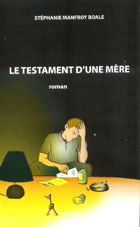 STÉPHANIE MANFROY BOALE
LE TESTAMENT D'UNE MÈRE
roman